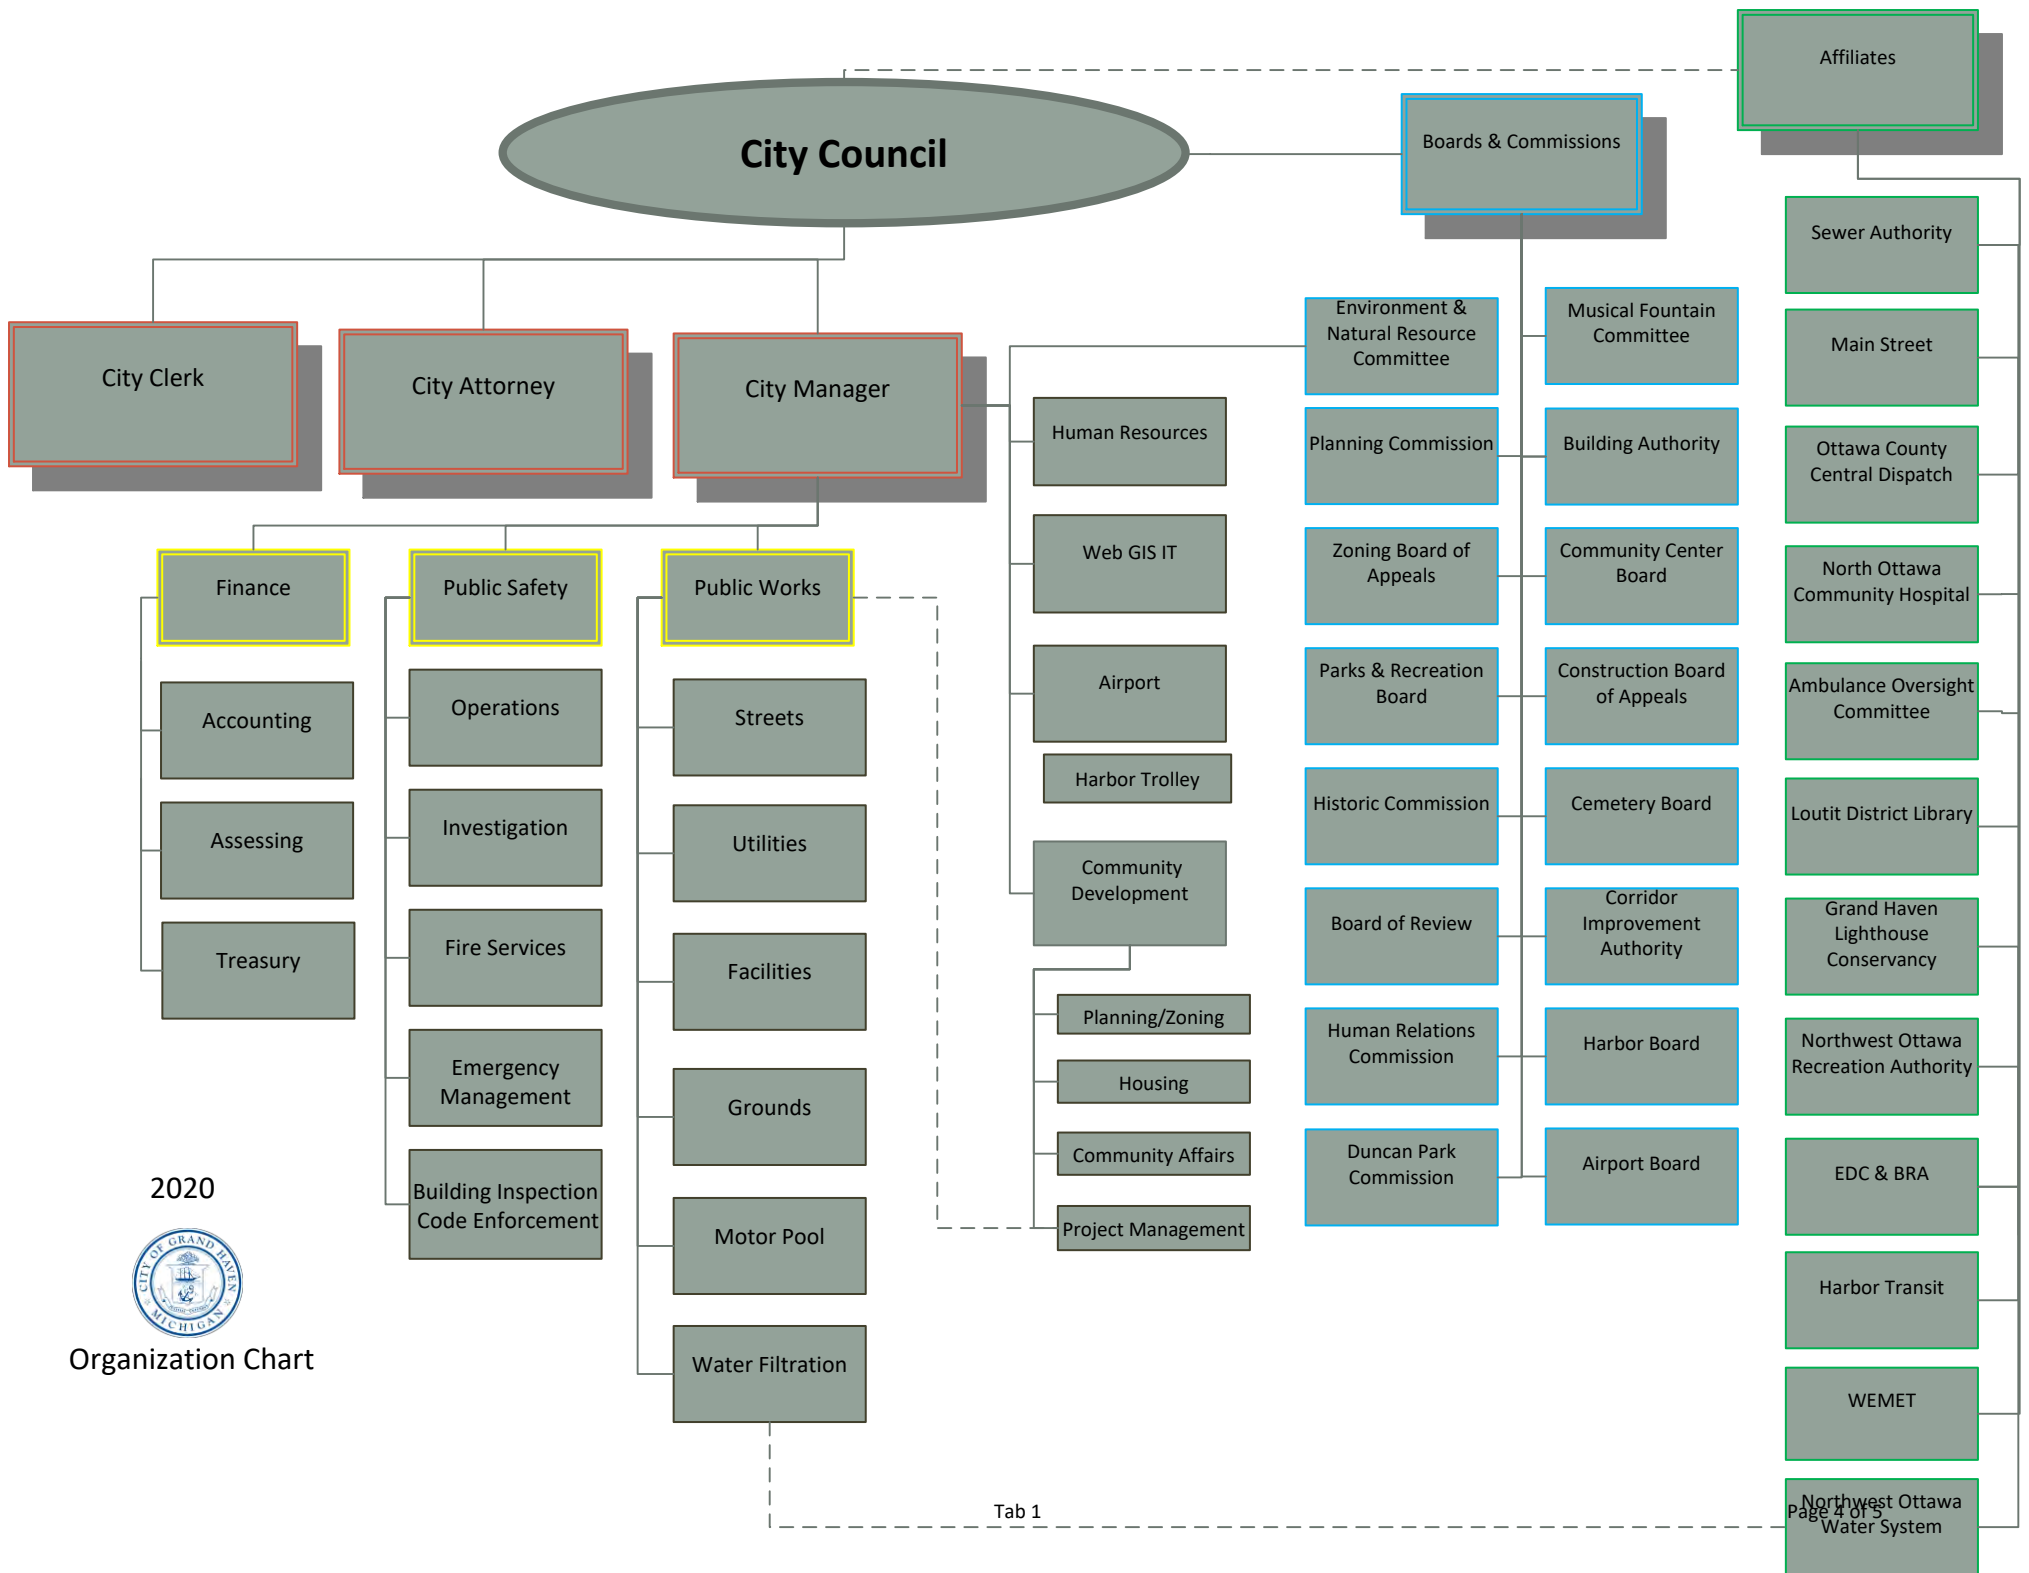 Affiliates
City Council
Boards & Commissions
City Clerk
City Attorney
City Manager
Finance
Accounting
Assessing
Treasury
Public Safety
Operations
Investigation
Fire Services
Emergency
Management
Building Inspection
Code Enforcement
Public Works
Streets
Utilities
Facilities
Grounds
Motor Pool
Water Filtration
Human Resources
Web GIS IT
Airport
Harbor Trolley
Community
Development
Planning/Zoning
Housing
Community Affairs
Project Management
Environment &
Natural Resource
Committee
Planning Commission
Zoning Board of
Appeals
Parks & Recreation
Board
Historic Commission
Board of Review
Human Relations
Commission
Duncan Park
Commission
Musical Fountain
Committee
Building Authority
Community Center
Board
Construction Board
of Appeals
Cemetery Board
Corridor
Improvement
Authority
Harbor Board
Airport Board
Sewer Authority
Main Street
Ottawa County
Central Dispatch
North Ottawa
Community Hospital
Ambulance Oversight
Committee
Loutit District Library
Grand Haven
Lighthouse
Conservancy
Northwest Ottawa
Recreation Authority
EDC & BRA
Harbor Transit
WEMET
Northwest Ottawa
Water System
2020
CITY OF GRAND HAVEN
MICHIGAN
Organization Chart
Tab 1
Page 4 of 5